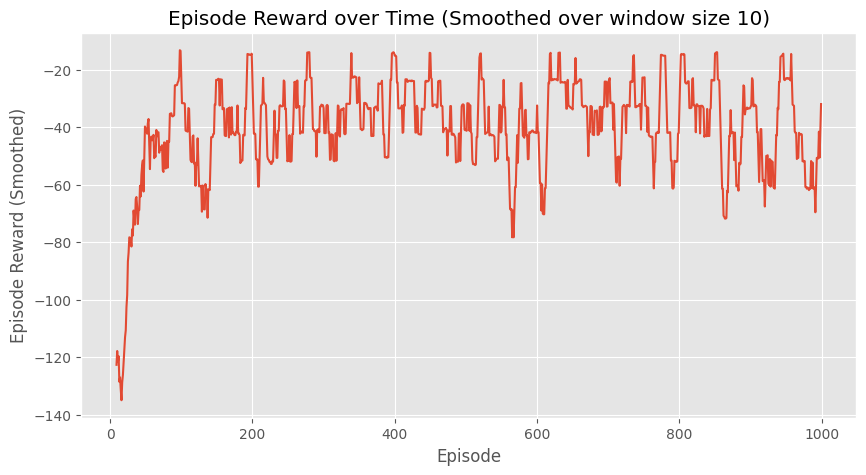 Episode Reward over Time (Smoothed over window size 10)
Episode Reward (Smoothed)
−20
−40
−60
−80
−100
−120
−140
0 200 400 600 800 1000
Episode